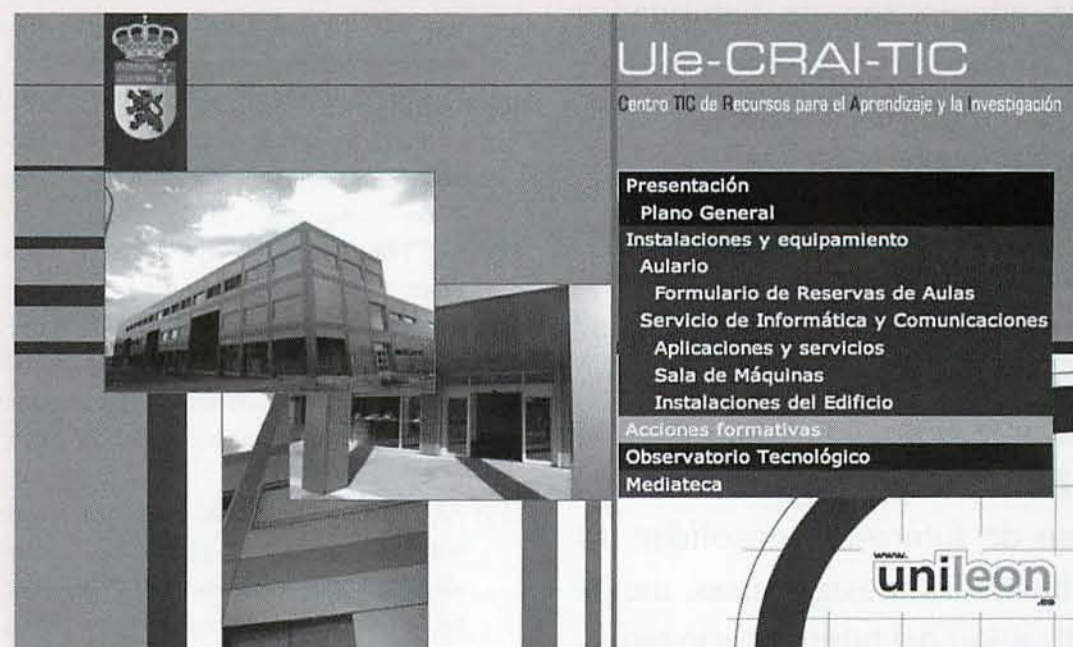 Ule-CRAI-TIC
Centro TIC de Recursos para el Aprendizaje y la Investigación
Presentación
Plano General
Instalaciones y equipamiento
Aulario
Formulario de Reservas de Aulas
Servicio de Informática y Comunicaciones
Aplicaciones y servicios
Sala de Máquinas
Instalaciones del Edificio
Acciones formativas
Observatorio Tecnológico
Mediateca
www.
unileon
.es